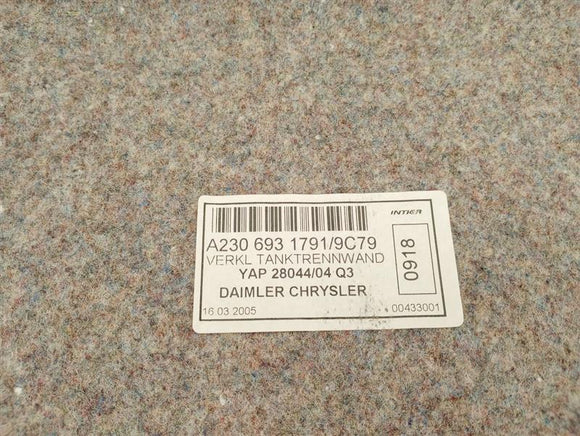 INTIER
A230 693 1791/9C79
VERKL TANKTRENNWAND
YAP 28044/04 Q3
DAIMLER CHRYSLER
0918
16 03 2005
00433001